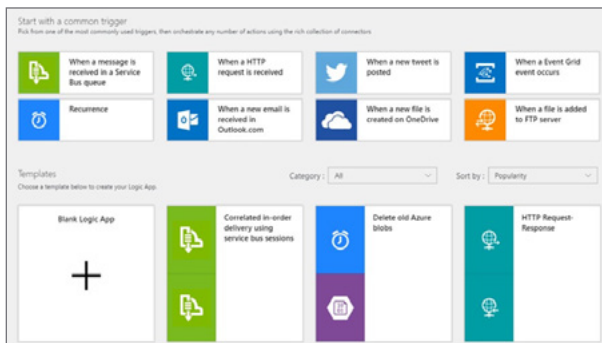 Start with a common trigger
Pick from one of the most commonly used triggers, then orchestrate any number of actions using the rich collection of connectors
When a message is
received in a Service
Bus queue
When a HTTP
request is received
When a new tweet is
posted
When a Event Grid
event occurs
Recurrence
When a new email is
received in
Outlook.com
When a new file is
created on OneDrive
When a file is added
to FTP server
Templates
Choose a template below to create your Logic App.
Category : All
Sort by : Popularity
Blank Logic App
Correlated in-order
delivery using
service bus sessions
Delete old Azure
blobs
HTTP Request-
Response